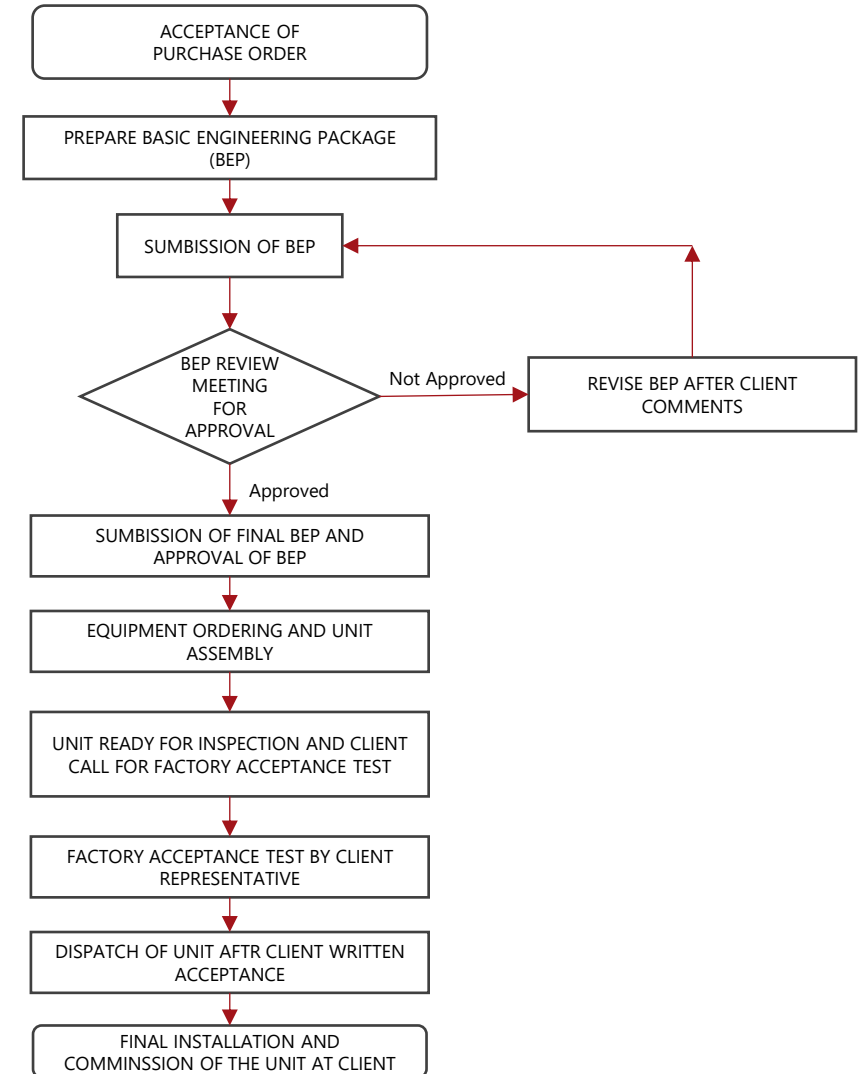 ACCEPTANCE OF
PURCHASE ORDER
PREPARE BASIC ENGINEERING PACKAGE
(BEP)
SUMBISSION OF BEP
BEP REVIEW
MEETING
FOR
APPROVAL
Not Approved
REVISE BEP AFTER CLIENT
COMMENTS
Approved
SUMBISSION OF FINAL BEP AND
APPROVAL OF BEP
EQUIPMENT ORDERING AND UNIT
ASSEMBLY
UNIT READY FOR INSPECTION AND CLIENT
CALL FOR FACTORY ACCEPTANCE TEST
FACTORY ACCEPTANCE TEST BY CLIENT
REPRESENTATIVE
DISPATCH OF UNIT AFTR CLIENT WRITTEN
ACCEPTANCE
FINAL INSTALLATION AND
COMMINSSION OF THE UNIT AT CLIENT